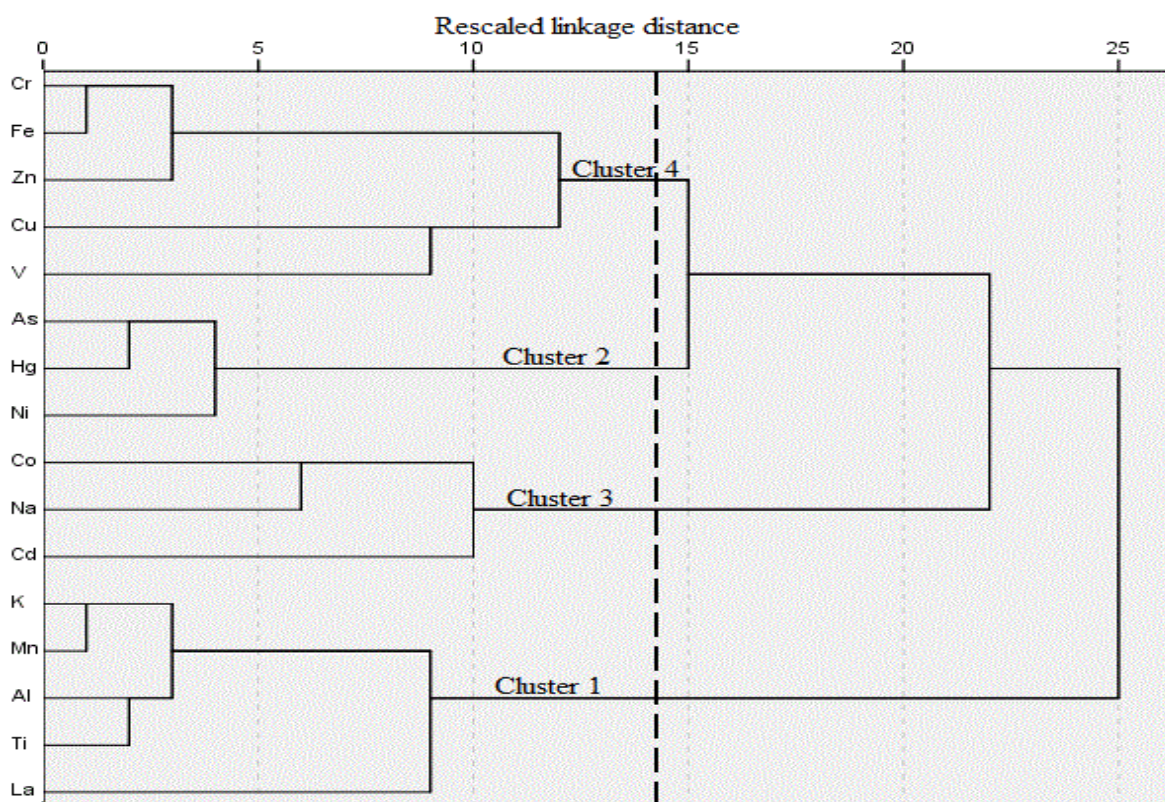 Rescaled linkage distance
0 5 10 15 20 25
Cr
Fe
Zn
Cluster 4
Cu
V
As
Hg
Cluster 2
Ni
Co
Na
Cluster 3
Cd
K
Mn
Al
Cluster 1
Ti
La